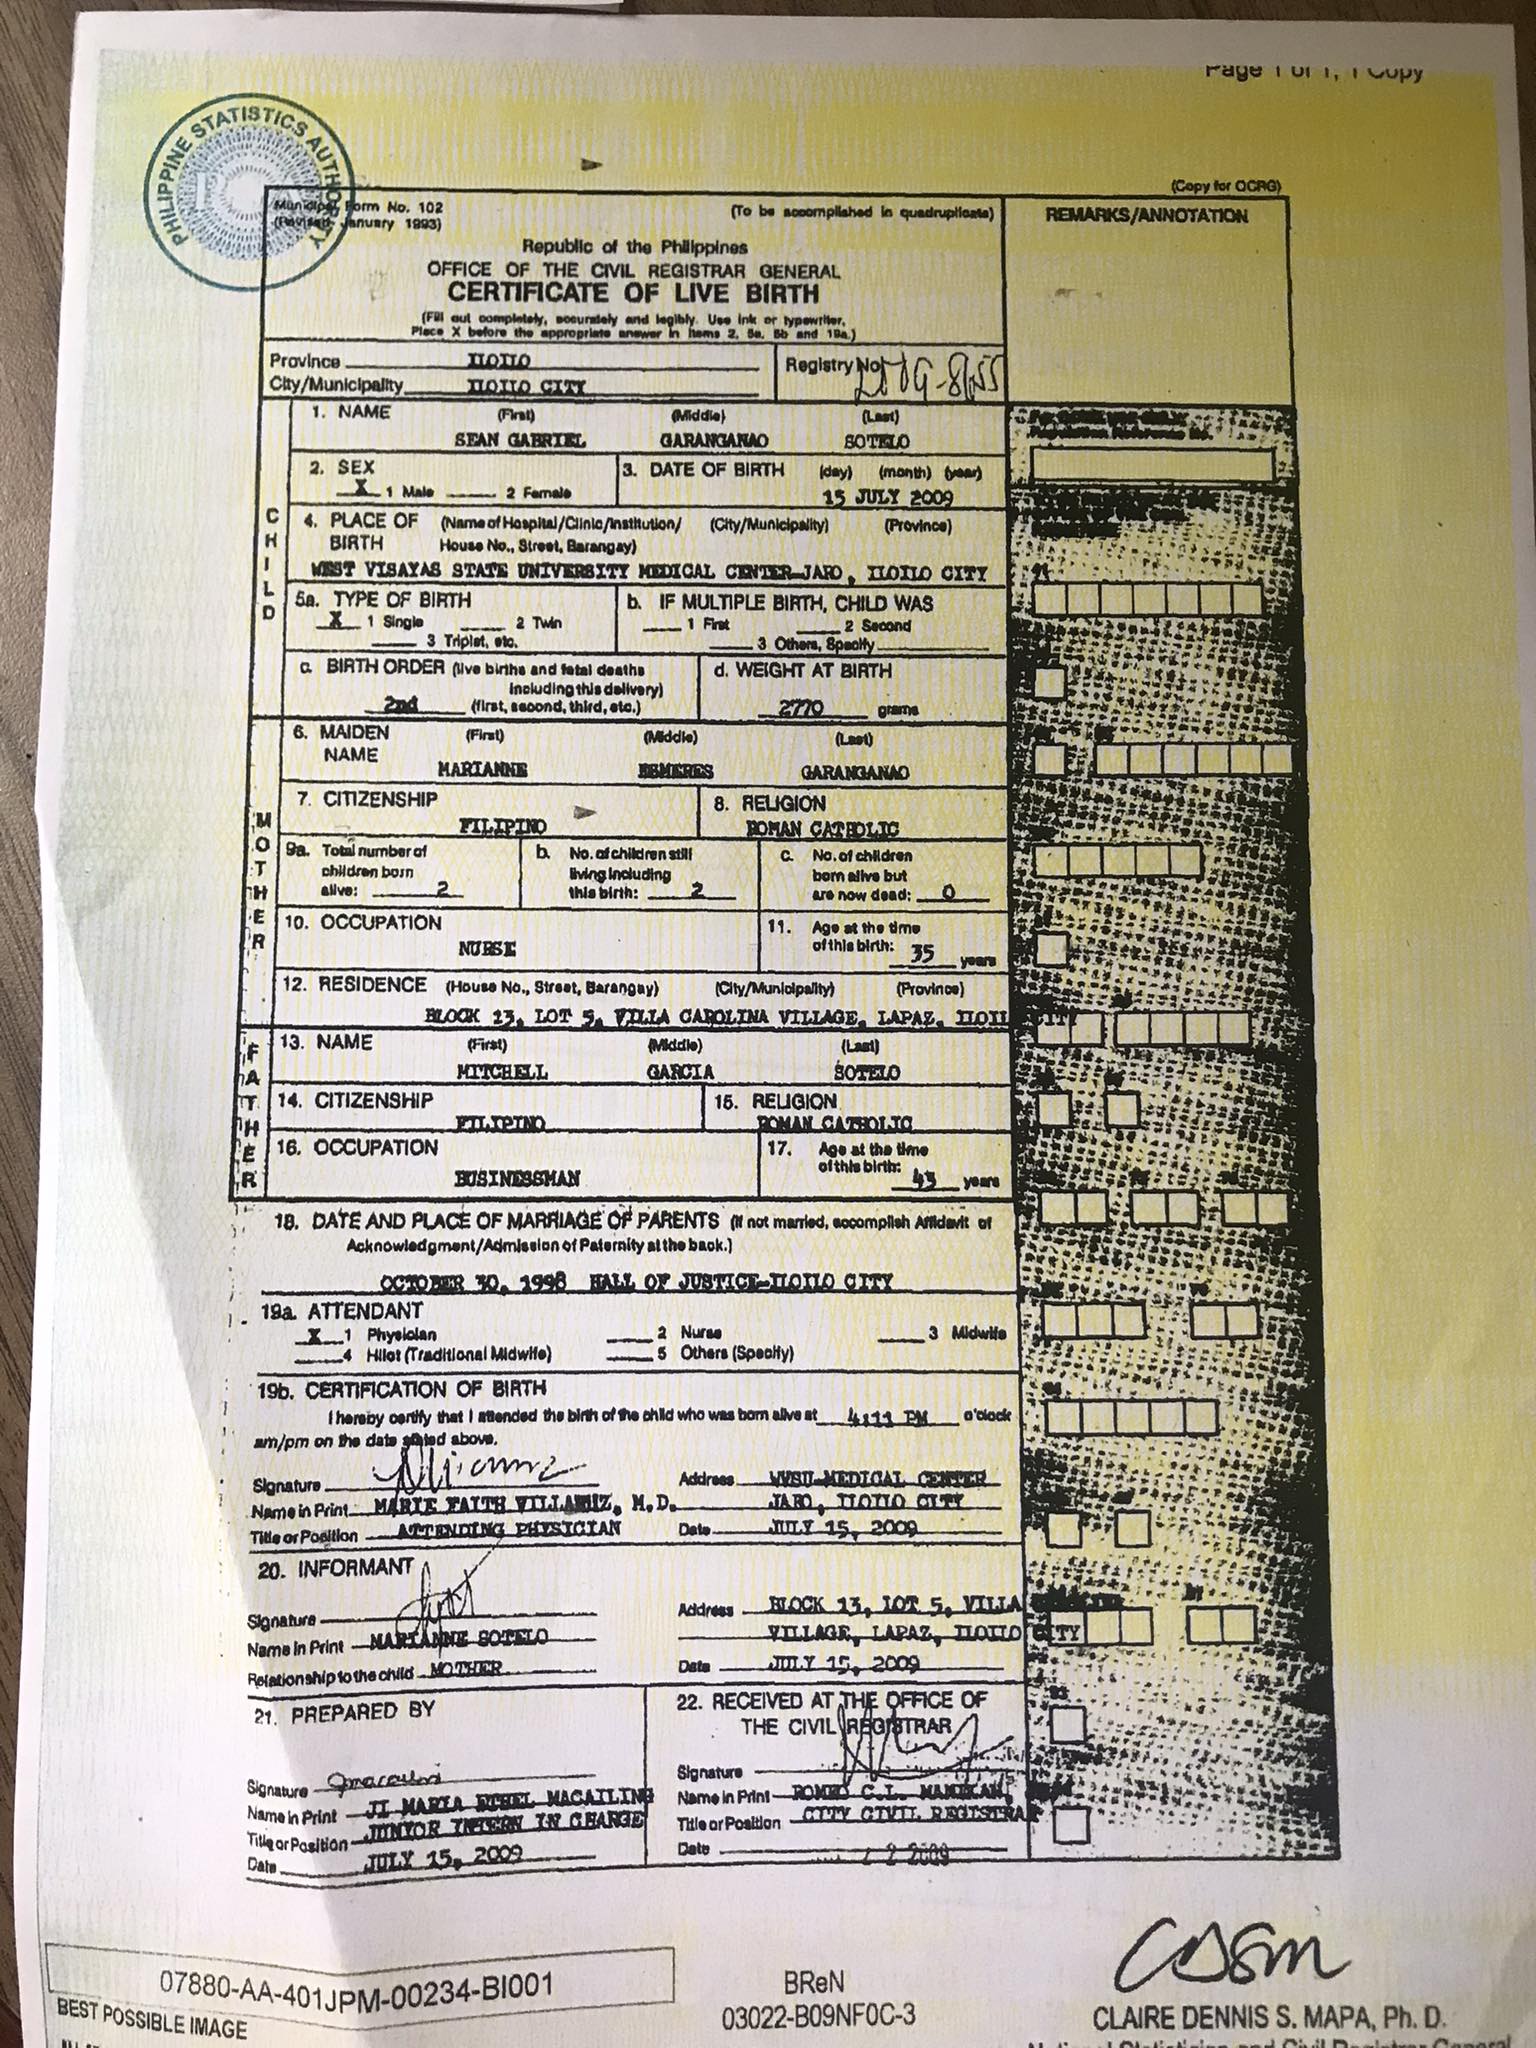 Page 1 of 1, 1 Copy
PHILIPPINE STATISTICS AUTHORITY
(Copy for OCRG)
Municipal Form No. 102
(Revised January 1993)
(To be accomplished in quadruplicate)
REMARKS/ANNOTATION
Republic of the Philippines
OFFICE OF THE CIVIL REGISTRAR GENERAL
CERTIFICATE OF LIVE BIRTH
(Fill out completely, accurately and legibly. Use ink or typewriter.
Place X before the appropriate answer in items 2, 5a, 5b and 19a.)
Province ILOILO
City/Municipality ILOILO CITY
Registry No.
CHILD
1. NAME (First) (Middle) (Last)
SEAN GABRIEL GARANGANAO SOTELO
2. SEX
X 1 Male 2 Female
3. DATE OF BIRTH (day) (month) (year)
15 JULY 2009
4. PLACE OF BIRTH (Name of Hospital/Clinic/Institution/ (City/Municipality) (Province)
House No., Street, Barangay)
WEST VISAYAS STATE UNIVERSITY MEDICAL CENTER-JARO, ILOILO CITY
5a. TYPE OF BIRTH
X 1 Single 2 Twin
3 Triplet, etc.
b. IF MULTIPLE BIRTH, CHILD WAS
1 First 2 Second
3 Others, Specify
c. BIRTH ORDER (live births and fetal deaths
including this delivery)
2nd (first, second, third, etc.)
d. WEIGHT AT BIRTH
2770 grams
MOTHER
6. MAIDEN NAME (First) (Middle) (Last)
MARIANNE ESMERES GARANGANAO
7. CITIZENSHIP
FILIPINO
8. RELIGION
ROMAN CATHOLIC
9a. Total number of
children born
alive: 2
b. No. of children still
living including
this birth: 2
c. No. of children
born alive but
are now dead: 0
10. OCCUPATION
NURSE
11. Age at the time
of this birth: 35 years
12. RESIDENCE (House No., Street, Barangay) (City/Municipality) (Province)
BLOCK 13, LOT 5, VILLA CAROLINA VILLAGE, LAPAZ, ILOILO CITY
FATHER
13. NAME (First) (Middle) (Last)
MITCHELL GARCIA SOTELO
14. CITIZENSHIP
FILIPINO
15. RELIGION
ROMAN CATHOLIC
16. OCCUPATION
BUSINESSMAN
17. Age at the time
of this birth: 43 years
18. DATE AND PLACE OF MARRIAGE OF PARENTS (If not married, accomplish Affidavit of
Acknowledgment/Admission of Paternity at the back.)
OCTOBER 30, 1998 HALL OF JUSTICE-ILOILO CITY
19a. ATTENDANT
X 1 Physician 2 Nurse 3 Midwife
4 Hilot (Traditional Midwife) 5 Others (Specify)
19b. CERTIFICATION OF BIRTH
I hereby certify that I attended the birth of the child who was born alive at 4:11 PM o'clock
am/pm on the date stated above.
Signature
Address WVSU-MEDICAL CENTER
Name in Print MARIE FAITH VILLARUZ, M.D.
JARO, ILOILO CITY
Title or Position ATTENDING PHYSICIAN
Date JULY 15, 2009
20. INFORMANT
Signature
Address BLOCK 13, LOT 5, VILLA
Name in Print MARIANNE SOTELO
VILLAGE, LAPAZ, ILOILO CITY
Relationship to the child MOTHER
Date JULY 15, 2009
21. PREPARED BY
Signature
Name in Print JI MARIA ETHEL MACAILING
Title or Position JUNIOR INTERN IN CHARGE
Date JULY 15, 2009
22. RECEIVED AT THE OFFICE OF
THE CIVIL REGISTRAR
Signature
Name in Print ROMEO C.L.
Title or Position CITY CIVIL REGISTRAR
Date 2 2009
07880-AA-401JPM-00234-BI001
BEST POSSIBLE IMAGE
BReN
03022-B09NF0C-3
CLAIRE DENNIS S. MAPA, Ph. D.
National Statistician and Civil Registrar General